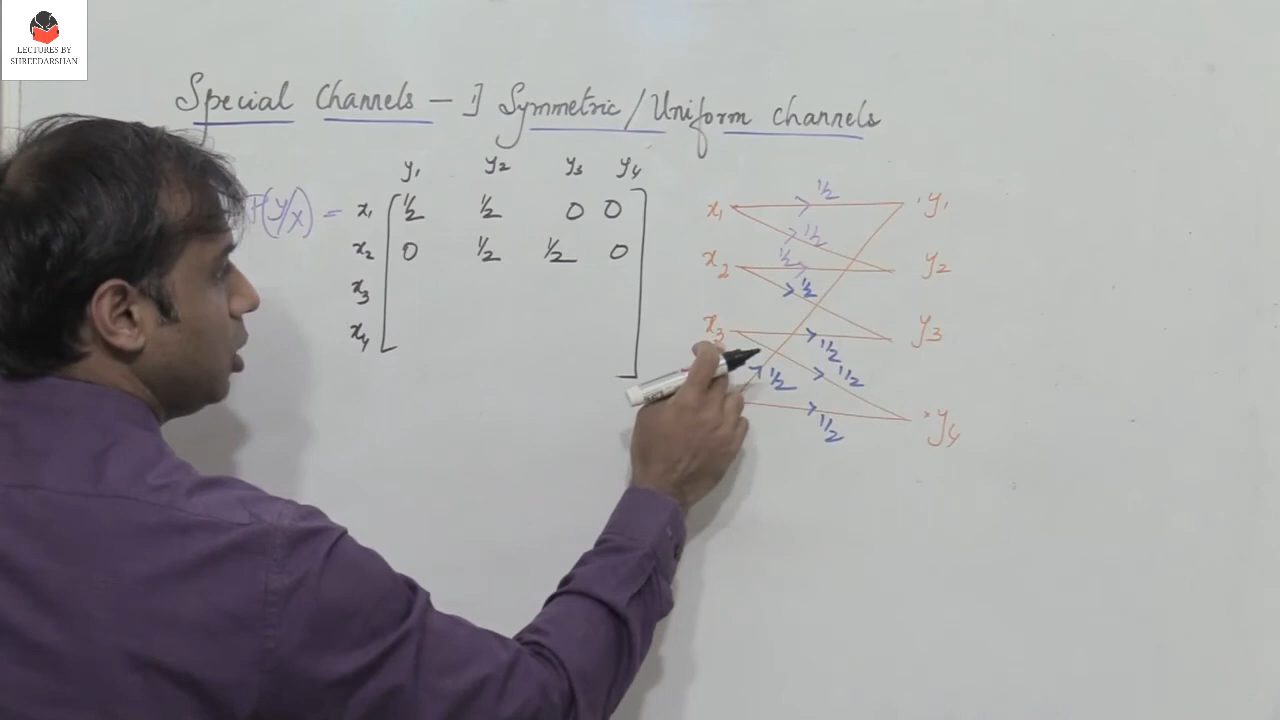 LECTURES BY
SHREEDARSHAN
Special Channels – 1] Symmetric/Uniform channels
y₁ y₂ y₃ y₄
P(Y/X) = x₁ 1/2 1/2 0 0
x₂ 0 1/2 1/2 0
x₃
x₄
x₁ 1/2 y₁
1/2
x₂ 1/2 y₂
1/2
x₃ 1/2 y₃
1/2 1/2
1/2 y₄